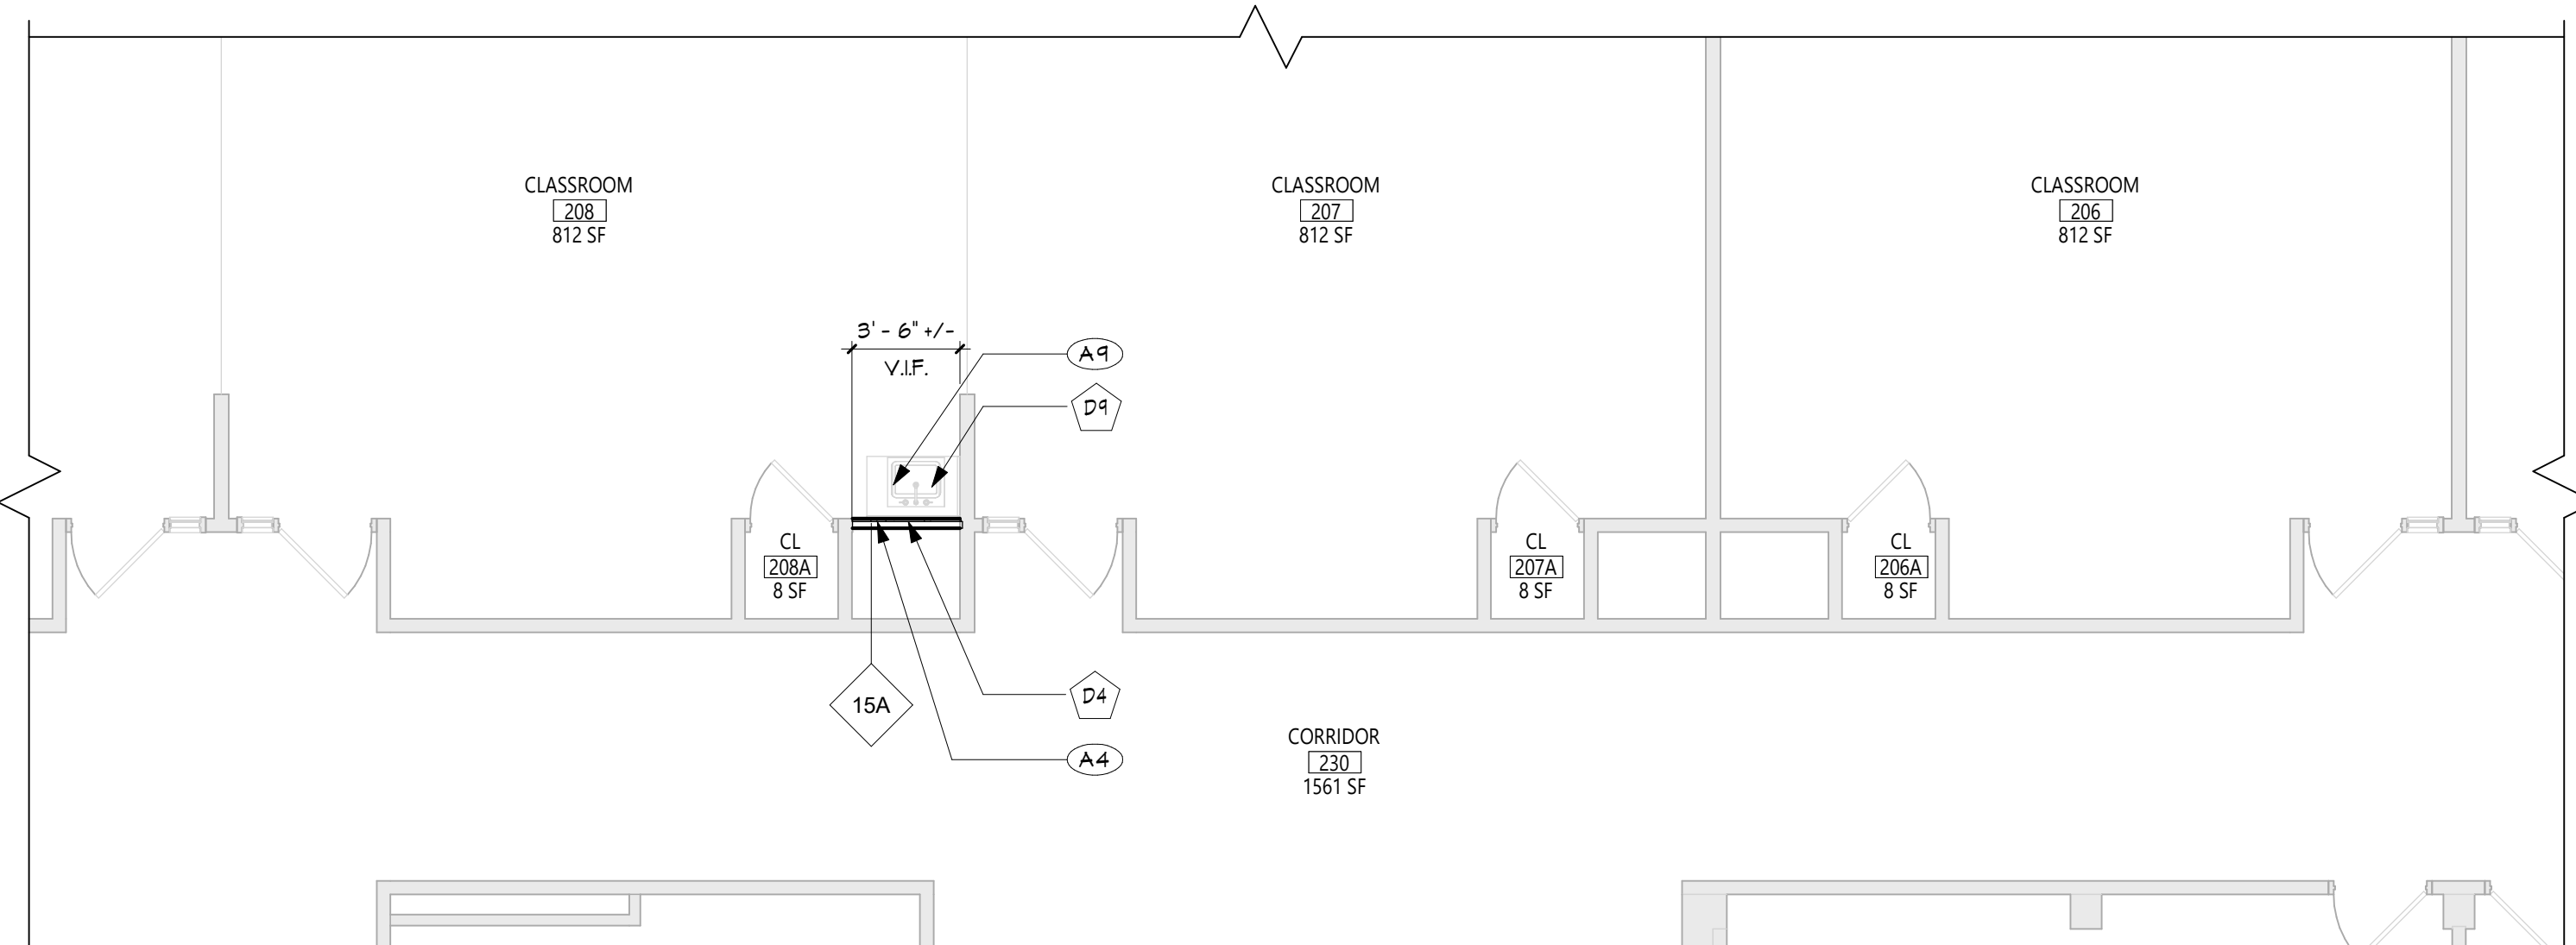 CLASSROOM
208
812 SF
CLASSROOM
207
812 SF
CLASSROOM
206
812 SF
3' - 6" +/-
V.I.F.
A9
D9
CL
208A
8 SF
CL
207A
8 SF
CL
206A
8 SF
15A
D4
A4
CORRIDOR
230
1561 SF